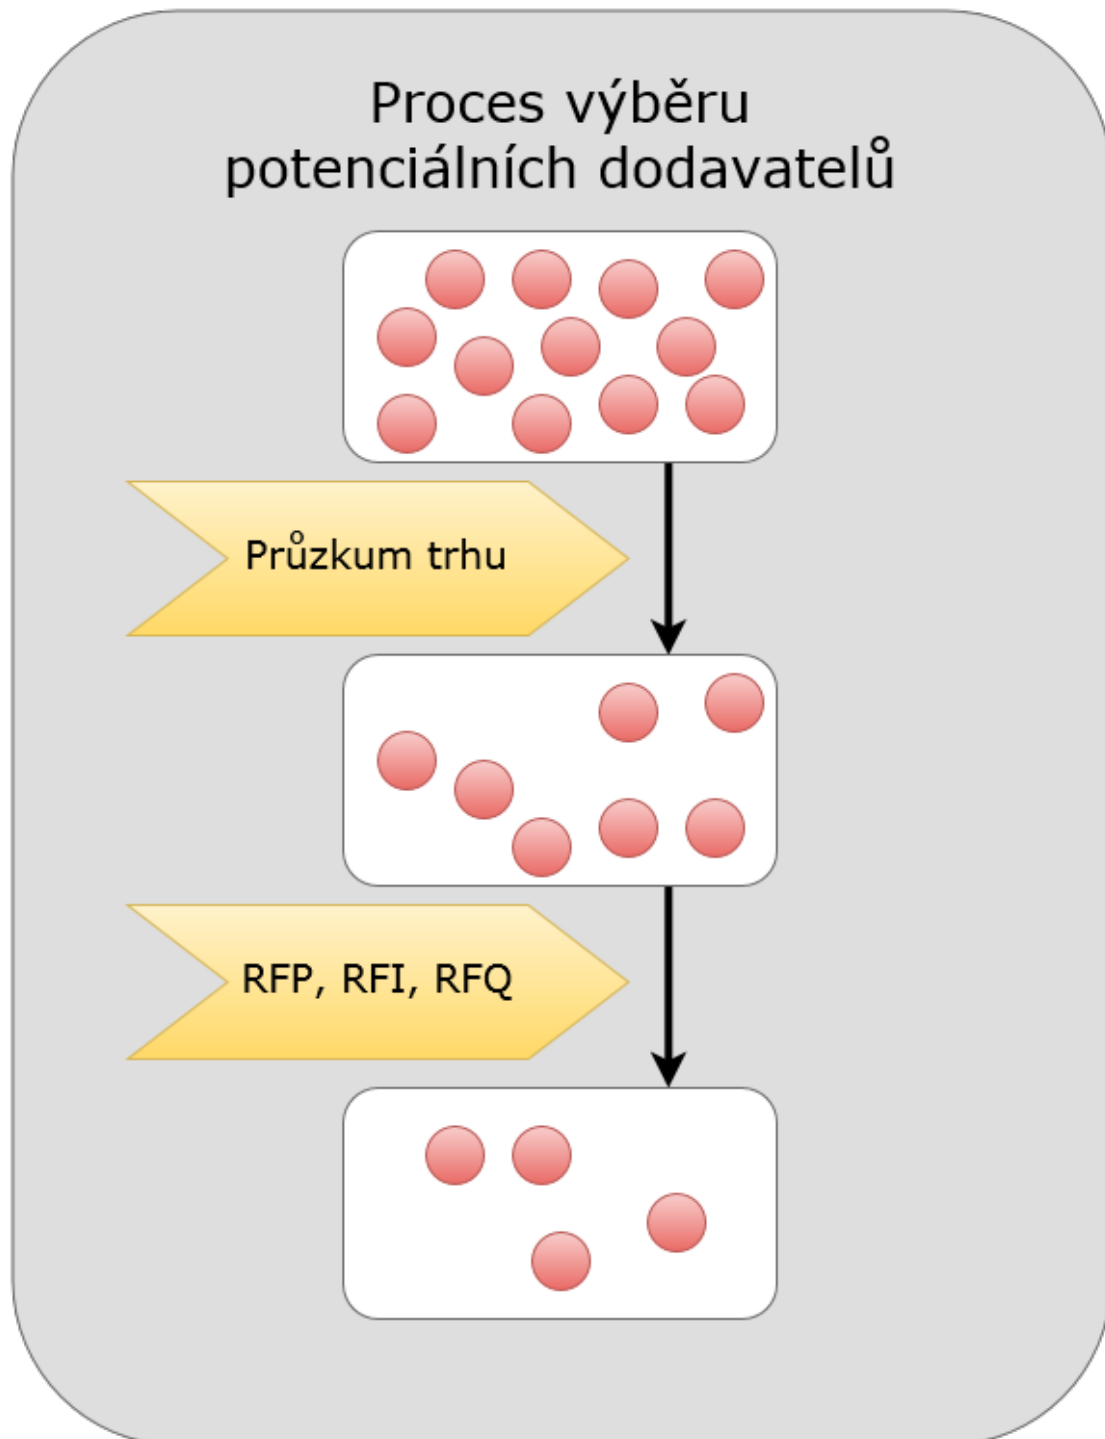 Proces výběru
potenciálních dodavatelů
Průzkum trhu
RFP, RFI, RFQ